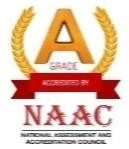 A
GRADE
ACCREDITED BY
NAAC
NATIONAL ASSESSMENT AND
ACCREDITATION COUNCIL